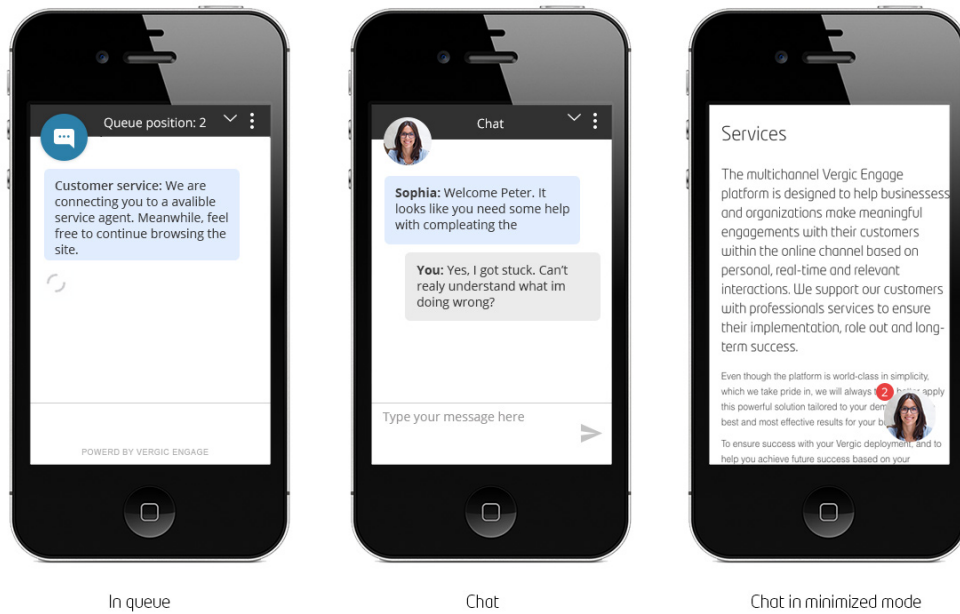 Queue position: 2
Customer service: We are
connecting you to a avalible
service agent. Meanwhile, feel
free to continue browsing the
site.
POWERD BY VERGIC ENGAGE
In queue
Chat
Sophia: Welcome Peter. It
looks like you need some help
with compleating the
You: Yes, I got stuck. Can't
realy understand what im
doing wrong?
Type your message here
Chat
Services
The multichannel Vergic Engage
platform is designed to help businessess
and organizations make meaningful
engagements with their customers
within the online channel based on
personal, real-time and relevant
interactions. We support our customers
with professionals services to ensure
their implementation, role out and long-
term success.
Even though the platform is world-class in simplicity,
which we take pride in, we will always better apply
2
this powerful solution tailored to your
best and most effective results for your
To ensure success with your Vergic deployment, and to
help you achieve future success based on your
Chat in minimized mode